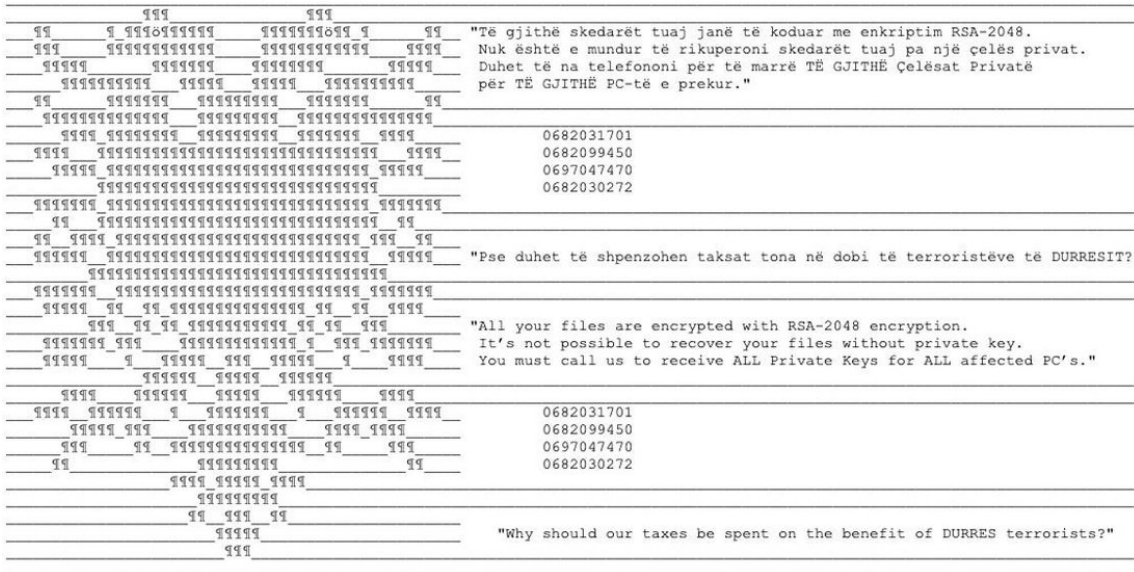 "Të gjithë skedarët tuaj janë të koduar me enkriptim RSA-2048.
Nuk është e mundur të rikuperoni skedarët tuaj pa një çelës privat.
Duhet të na telefononi për të marrë TË GJITHË Çelësat Privatë
për TË GJITHË PC-të e prekur."
0682031701
0682099450
0697047470
0682030272
"Pse duhet të shpenzohen taksat tona në dobi të terroristëve të DURRESIT?
"All your files are encrypted with RSA-2048 encryption.
It's not possible to recover your files without private key.
You must call us to receive ALL Private Keys for ALL affected PC's."
0682031701
0682099450
0697047470
0682030272
"Why should our taxes be spent on the benefit of DURRES terrorists?"